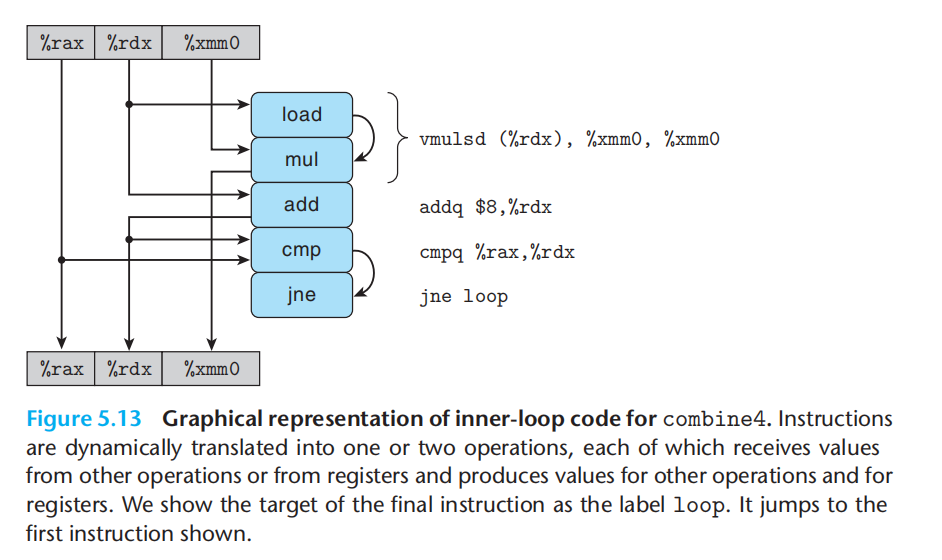 %rax %rdx %xmm0
load
mul
vmulsd (%rdx), %xmm0, %xmm0
add
addq $8,%rdx
cmp
cmpq %rax,%rdx
jne
jne loop
%rax %rdx %xmm0
Figure 5.13 Graphical representation of inner-loop code for combine4. Instructions
are dynamically translated into one or two operations, each of which receives values
from other operations or from registers and produces values for other operations and for
registers. We show the target of the final instruction as the label loop. It jumps to the
first instruction shown.